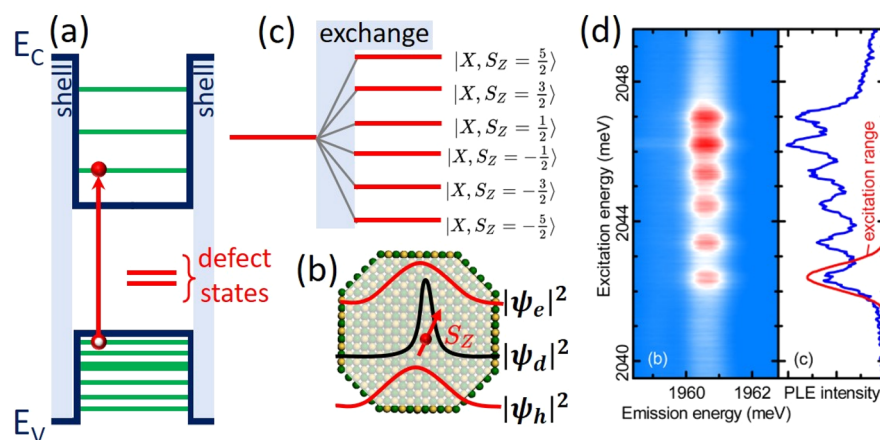 (a)
E_C
shell
shell
defect
states
E_V
(c)
exchange
|X, S_Z = 5/2⟩
|X, S_Z = 3/2⟩
|X, S_Z = 1/2⟩
|X, S_Z = -1/2⟩
|X, S_Z = -3/2⟩
|X, S_Z = -5/2⟩
(b)
|ψ_e|²
S_Z
|ψ_d|²
|ψ_h|²
(d)
Excitation energy (meV)
2048
2044
2040
(b)
1960 1962
Emission energy (meV)
excitation range
(c)
PLE intensity